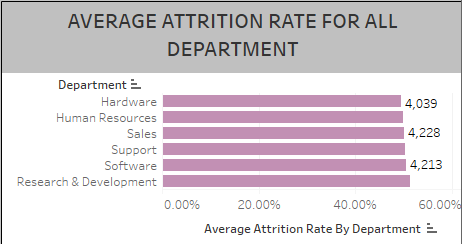 AVERAGE ATTRITION RATE FOR ALL
DEPARTMENT
Department
Hardware 4,039
Human Resources
Sales 4,228
Support
Software 4,213
Research & Development
0.00% 20.00% 40.00% 60.00%
Average Attrition Rate By Department